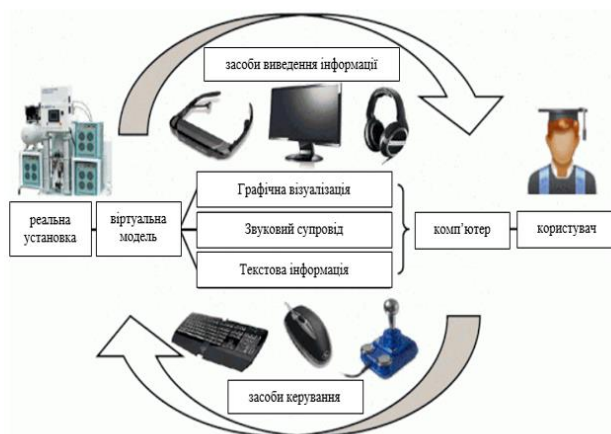 засоби виведення інформації
Графічна візуалізація
реальна
установка
віртуальна
модель
Звуковий супровід
комп’ютер
користувач
Текстова інформація
засоби керування